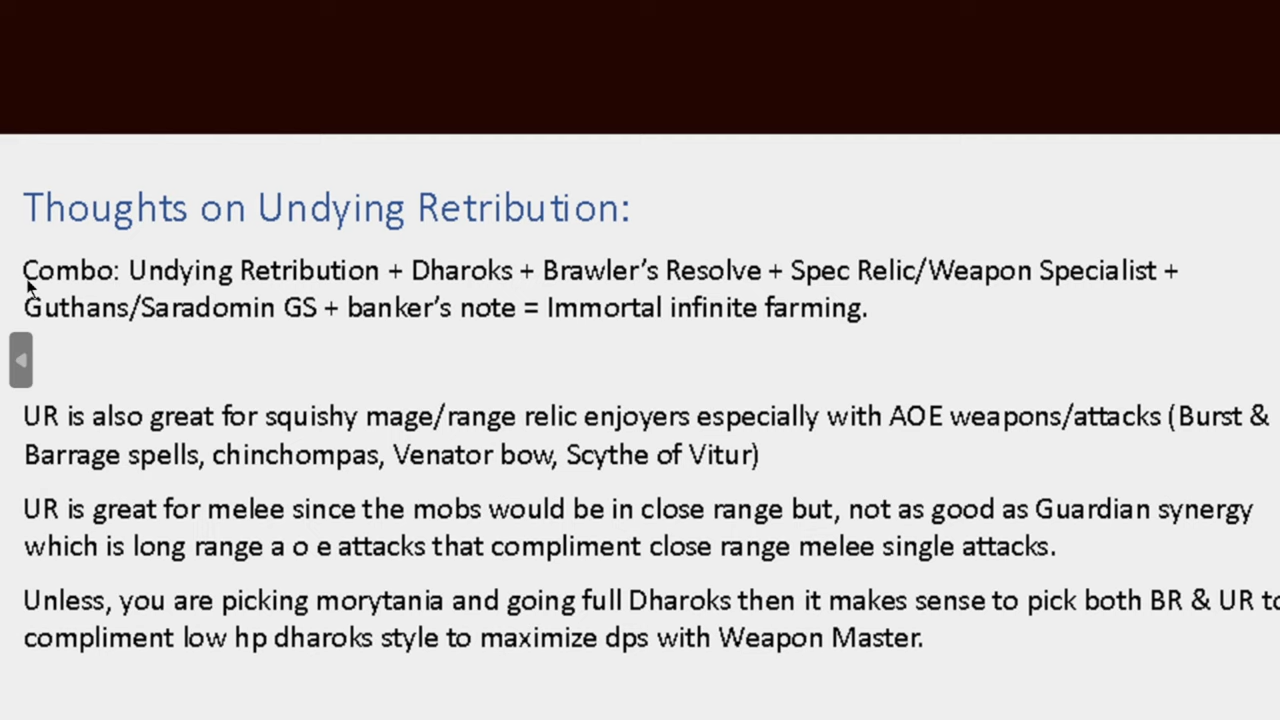 Thoughts on Undying Retribution:
Combo: Undying Retribution + Dharoks + Brawler's Resolve + Spec Relic/Weapon Specialist +
Guthans/Saradomin GS + banker's note = Immortal infinite farming.
UR is also great for squishy mage/range relic enjoyers especially with AOE weapons/attacks (Burst &
Barrage spells, chinchompas, Venator bow, Scythe of Vitur)
UR is great for melee since the mobs would be in close range but, not as good as Guardian synergy
which is long range a o e attacks that compliment close range melee single attacks.
Unless, you are picking morytania and going full Dharoks then it makes sense to pick both BR & UR to
compliment low hp dharoks style to maximize dps with Weapon Master.